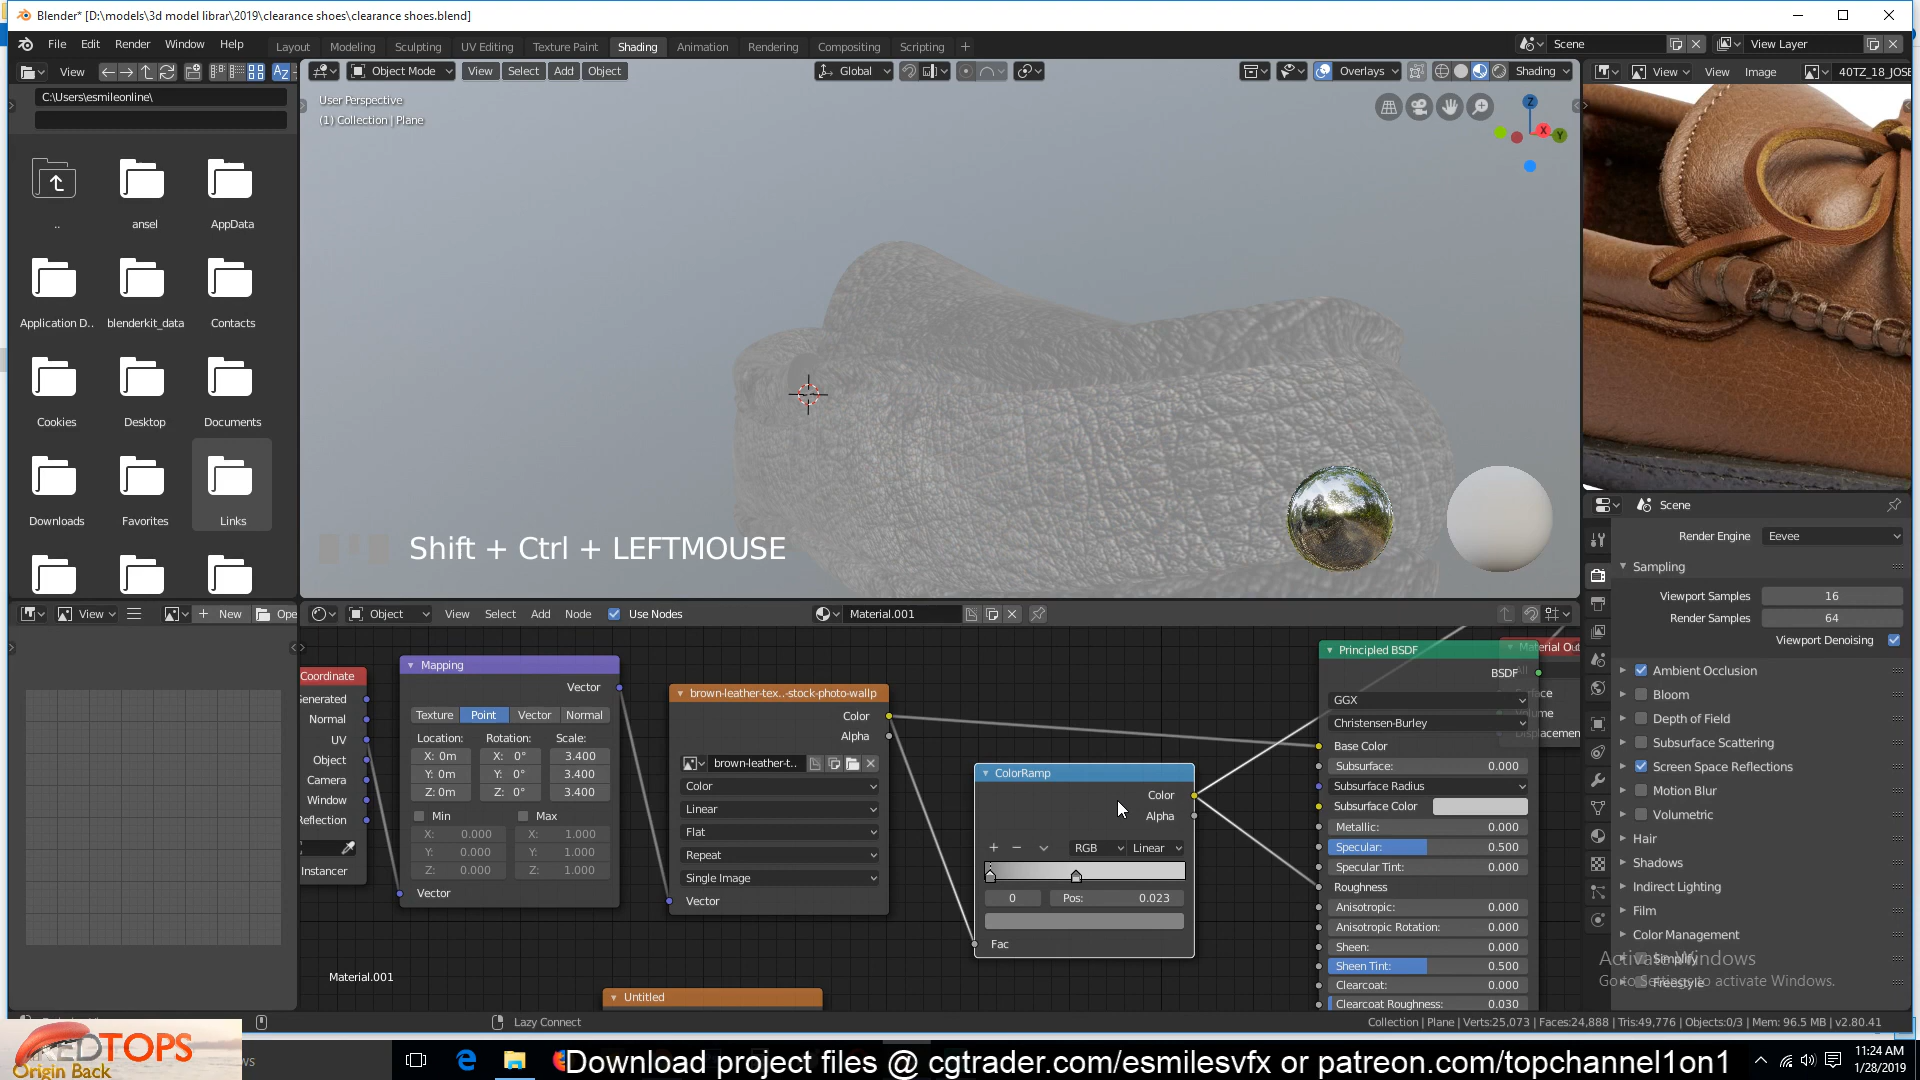 Blender* [D:\models\3d model librar\2019\clearance shoes\clearance shoes.blend]
File Edit Render Window Help
Layout Modeling Sculpting UV Editing Texture Paint Shading Animation Rendering Compositing Scripting +
Scene
View Layer
View
Object Mode View Select Add Object
Global
Overlays
Shading
View View Image 40TZ_18_JOSE
C:\Users\esmileonline\
User Perspective
(1) Collection | Plane
Z
X
Y
.. ansel AppData
Application D.. blenderkit_data Contacts
Cookies Desktop Documents
Downloads Favorites Links
Shift + Ctrl + LEFTMOUSE
Scene
Render Engine Eevee
Sampling
Viewport Samples 16
Render Samples 64
Viewport Denoising
Ambient Occlusion
Bloom
Depth of Field
Subsurface Scattering
Screen Space Reflections
Motion Blur
Volumetric
Hair
Shadows
Indirect Lighting
Film
Color Management
Simplify
Freestyle
Activate Windows
Go to Settings to activate Windows.
View + New Ope
Object View Select Add Node Use Nodes
Material.001
Coordinate
Generated
Normal
UV
Object
Camera
Window
Reflection
Instancer
Mapping
Vector
Texture Point Vector Normal
Location: Rotation: Scale:
X: 0m X: 0° 3.400
Y: 0m Y: 0° 3.400
Z: 0m Z: 0° 3.400
Min Max
X: 0.000 X: 1.000
Y: 0.000 Y: 1.000
Z: 0.000 Z: 1.000
Vector
brown-leather-tex..-stock-photo-wallp
Color
Alpha
brown-leather-t..
Color
Linear
Flat
Repeat
Single Image
Vector
ColorRamp
Color
Alpha
+ − RGB Linear
0 Pos: 0.023
Fac
Principled BSDF
BSDF
GGX
Christensen-Burley
Base Color
Subsurface: 0.000
Subsurface Radius
Subsurface Color
Metallic: 0.000
Specular: 0.500
Specular Tint: 0.000
Roughness
Anisotropic: 0.000
Anisotropic Rotation: 0.000
Sheen: 0.000
Sheen Tint: 0.500
Clearcoat: 0.000
Clearcoat Roughness: 0.030
Material Ou
All
Surface
Volume
Displacement
Material.001
Untitled
Lazy Connect
Collection | Plane | Verts:25,073 | Faces:24,888 | Tris:49,776 | Objects:0/3 | Mem: 96.5 MB | v2.80.41
Origin Back
Download project files @ cgtrader.com/esmilesvfx or patreon.com/topchannel1on1
11:24 AM
1/28/2019